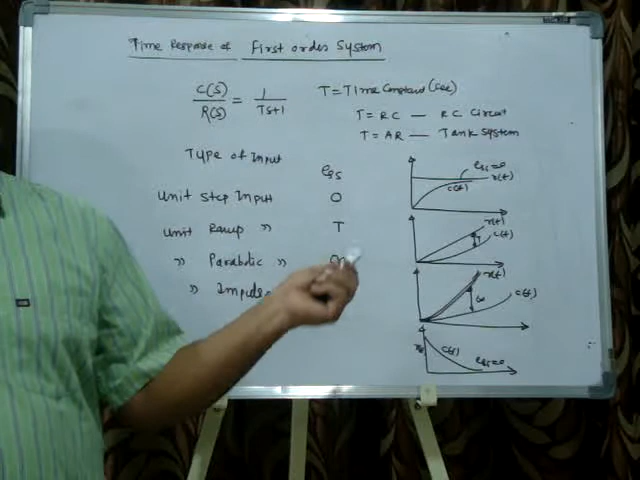 Time Response of First order System
C(S)/R(S) = 1/TS+1
T = Time Constant (sec)
T = RC — RC Circuit
T = AR — Tank System
Type of Input ess
Unit Step Input 0
Unit Ramp " T
" Parabolic "
" Impulse
ess=0
r(t)
c(t)
r(t)
T
c(t)
r(t)
∞
c(t)
c(t)
ess=0